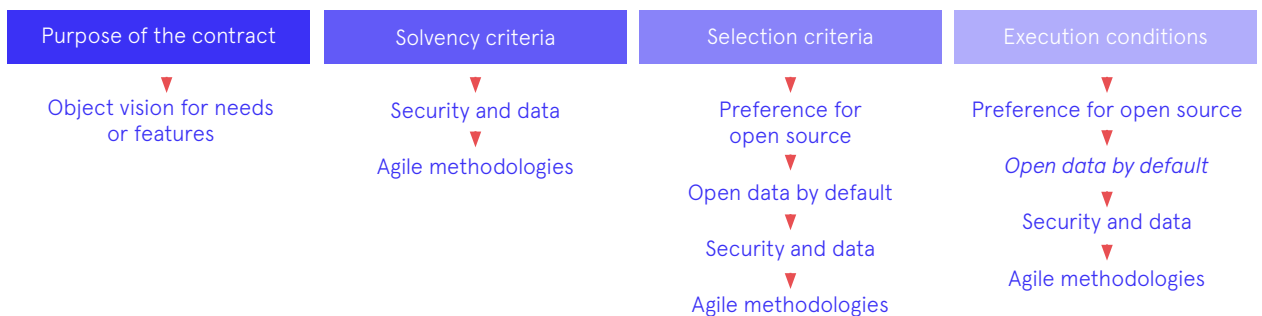 Purpose of the contract
Object vision for needs
or features
Solvency criteria
Security and data
Agile methodologies
Selection criteria
Preference for
open source
Open data by default
Security and data
Agile methodologies
Execution conditions
Preference for open source
Open data by default
Security and data
Agile methodologies